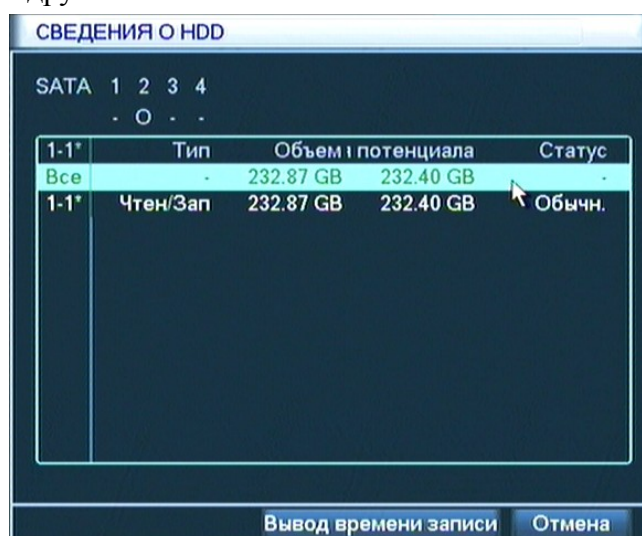 СВЕДЕНИЯ О HDD
SATA 1 2 3 4
- O - -
1-1* Тип Объем потенциала Статус
Все - 232.87 GB 232.40 GB -
1-1* Чтен/Зап 232.87 GB 232.40 GB Обычн.
Вывод времени записи Отмена